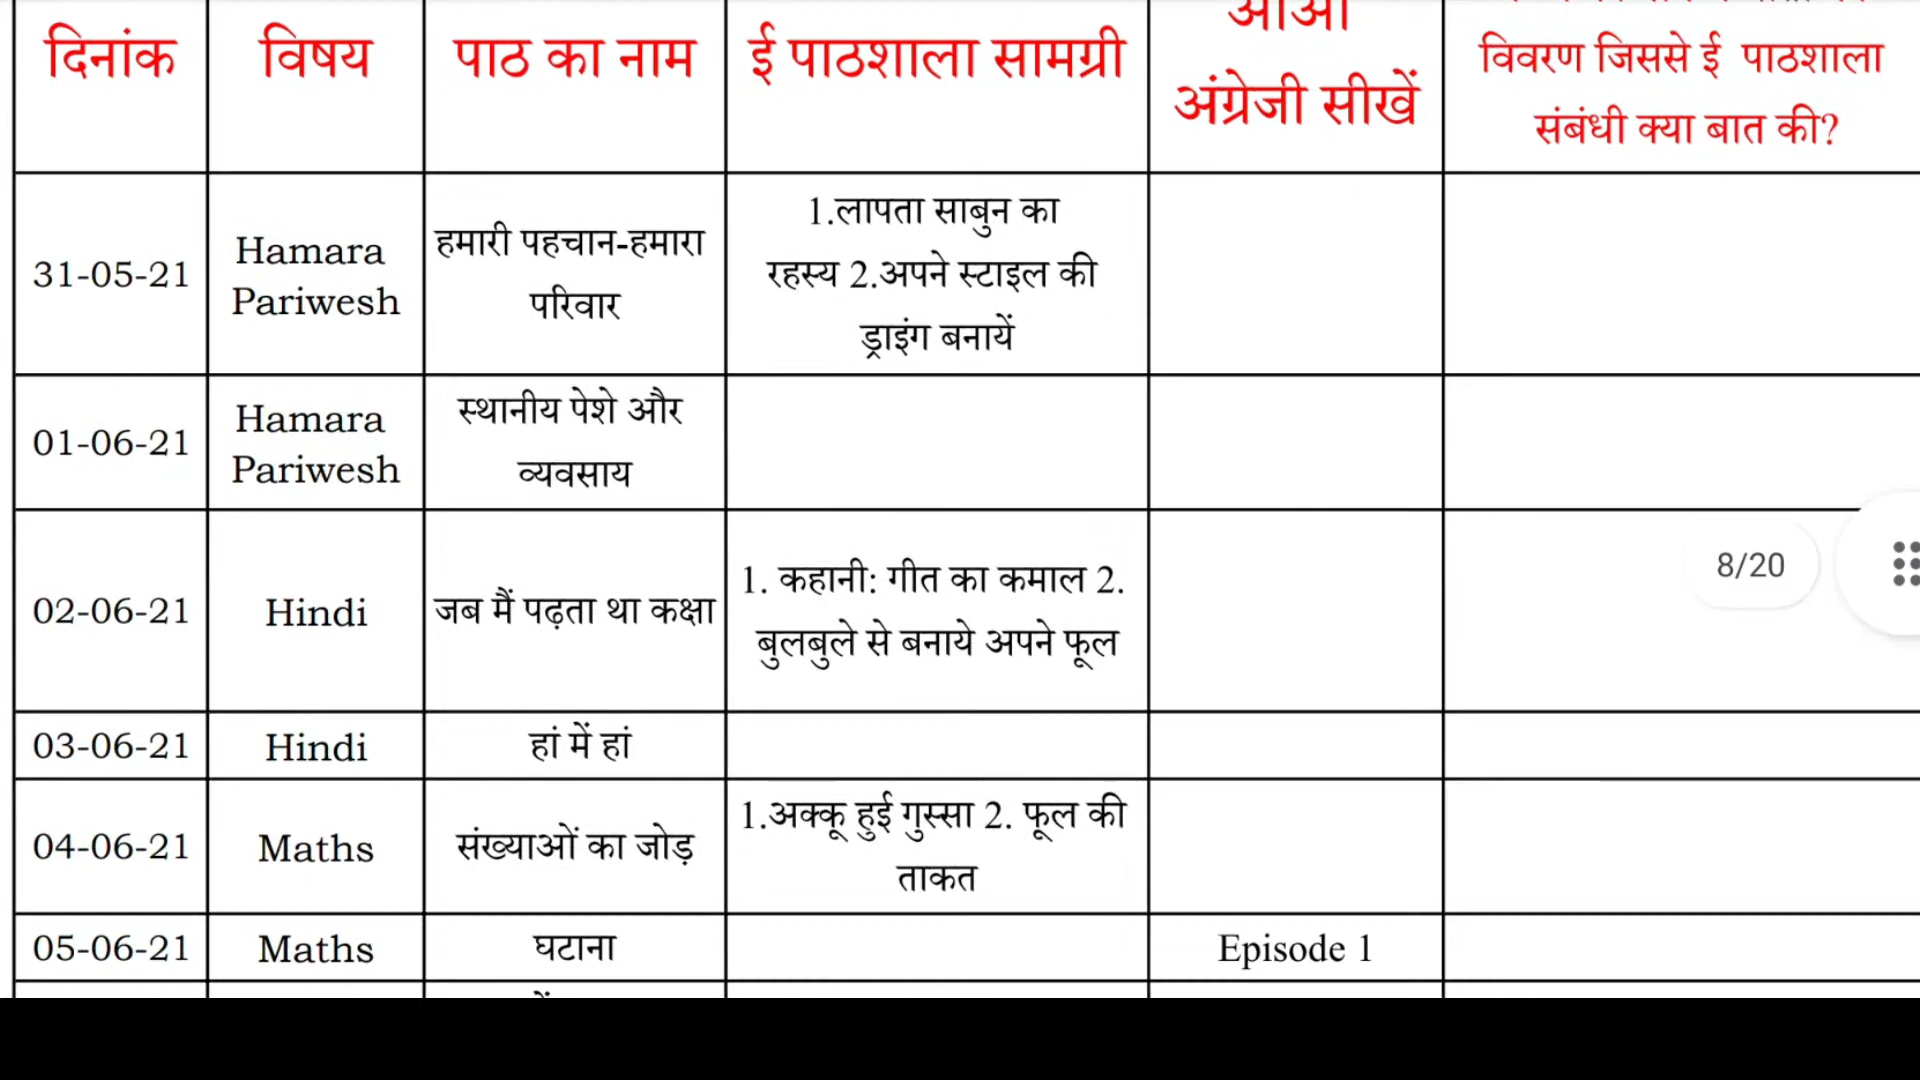 दिनांक
विषय
पाठ का नाम
ई पाठशाला सामग्री
आओ
अंग्रेजी सीखें
विवरण जिससे ई पाठशाला
संबंधी क्या बात की?
31-05-21
Hamara
Pariwesh
हमारी पहचान-हमारा
परिवार
1.लापता साबुन का
रहस्य 2.अपने स्टाइल की
ड्राइंग बनायें
01-06-21
Hamara
Pariwesh
स्थानीय पेशे और
व्यवसाय
02-06-21
Hindi
जब मैं पढ़ता था कक्षा
1. कहानी: गीत का कमाल 2.
बुलबुले से बनाये अपने फूल
8/20
03-06-21
Hindi
हां में हां
04-06-21
Maths
संख्याओं का जोड़
1.अक्कू हुई गुस्सा 2. फूल की
ताकत
05-06-21
Maths
घटाना
Episode 1